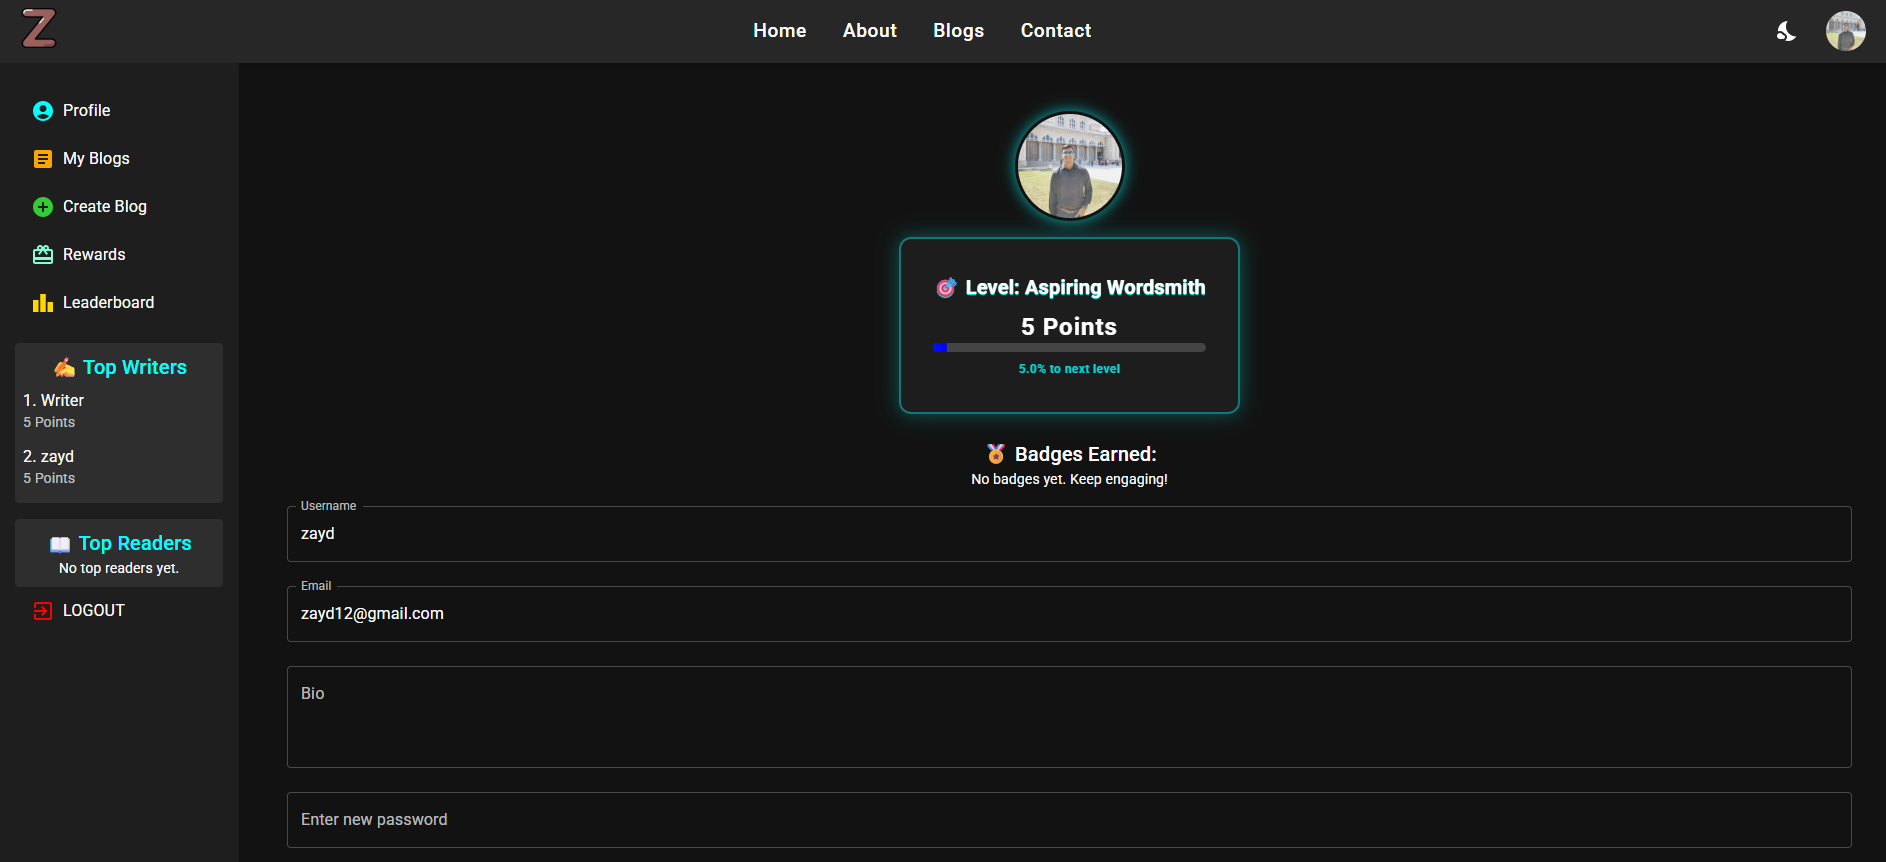 Z
Home
About
Blogs
Contact
Profile
My Blogs
Create Blog
Rewards
Leaderboard
Top Writers
1. Writer
5 Points
2. zayd
5 Points
Top Readers
No top readers yet.
LOGOUT
Level: Aspiring Wordsmith
5 Points
5.0% to next level
Badges Earned:
No badges yet. Keep engaging!
Username
zayd
Email
zayd12@gmail.com
Bio
Enter new password